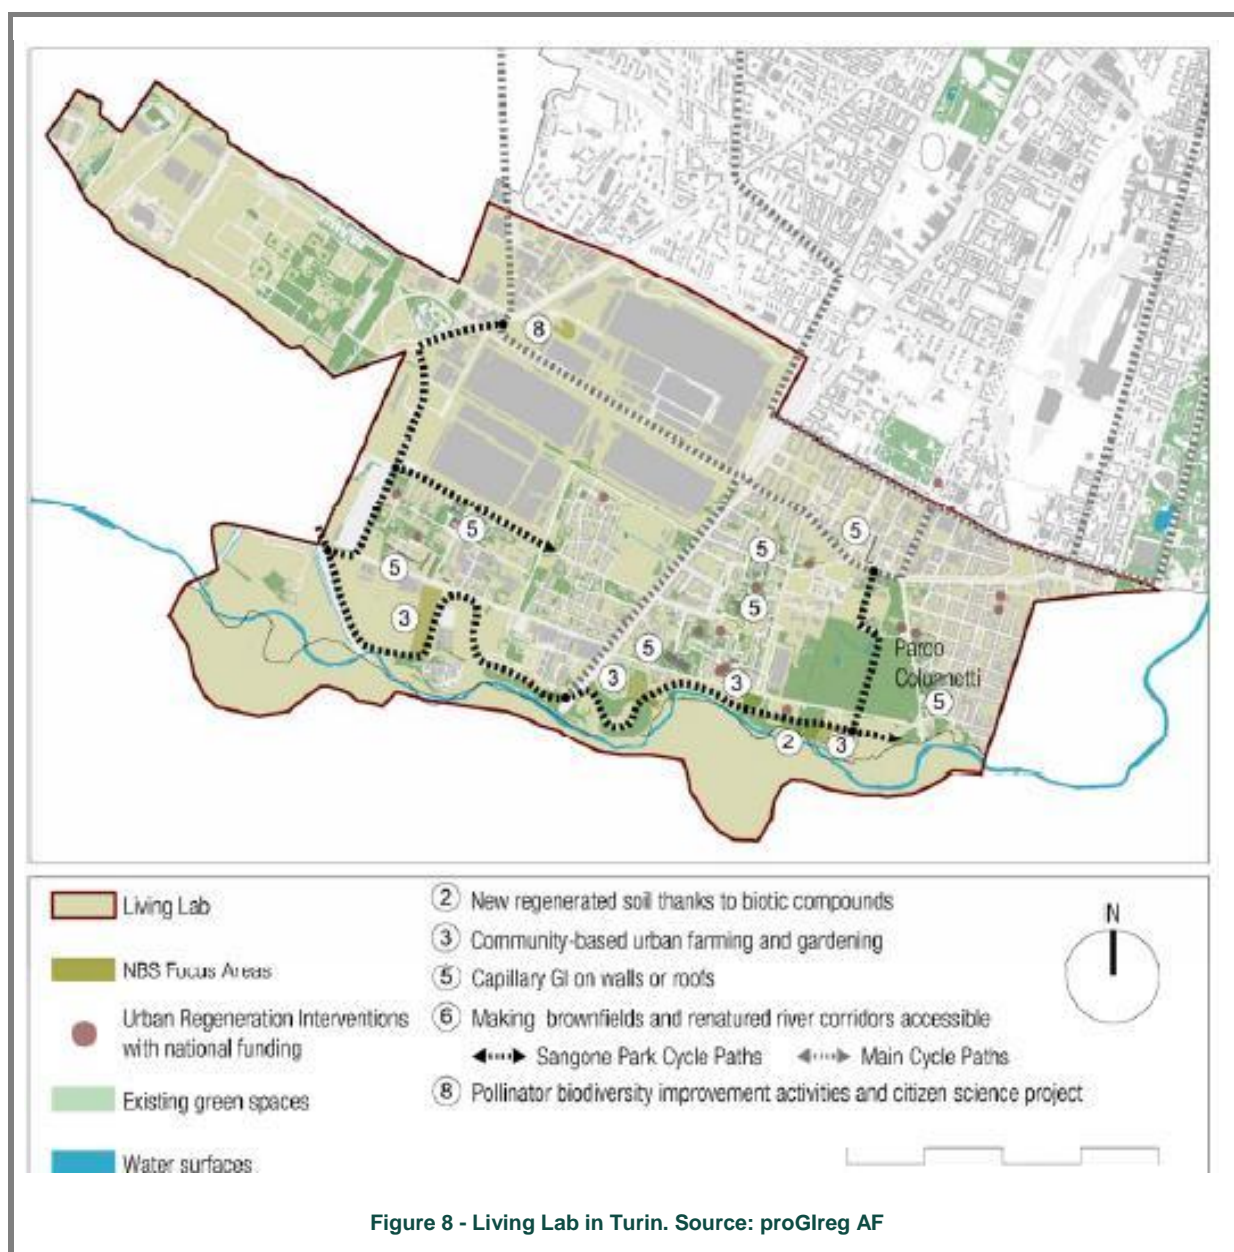 8
5
5
5
5
5
3
5
3
3
5
2
3
Parco
Colonnetti
Living Lab
NBS Focus Areas
Urban Regeneration Interventions
with national funding
Existing green spaces
Water surfaces
2 New regenerated soil thanks to biotic compounds
3 Community-based urban farming and gardening
5 Capillary GI on walls or roofs
6 Making brownfields and renatured river corridors accessible
Sangone Park Cycle Paths Main Cycle Paths
8 Pollinator biodiversity improvement activities and citizen science project
N
Figure 8 - Living Lab in Turin. Source: proGIreg AF